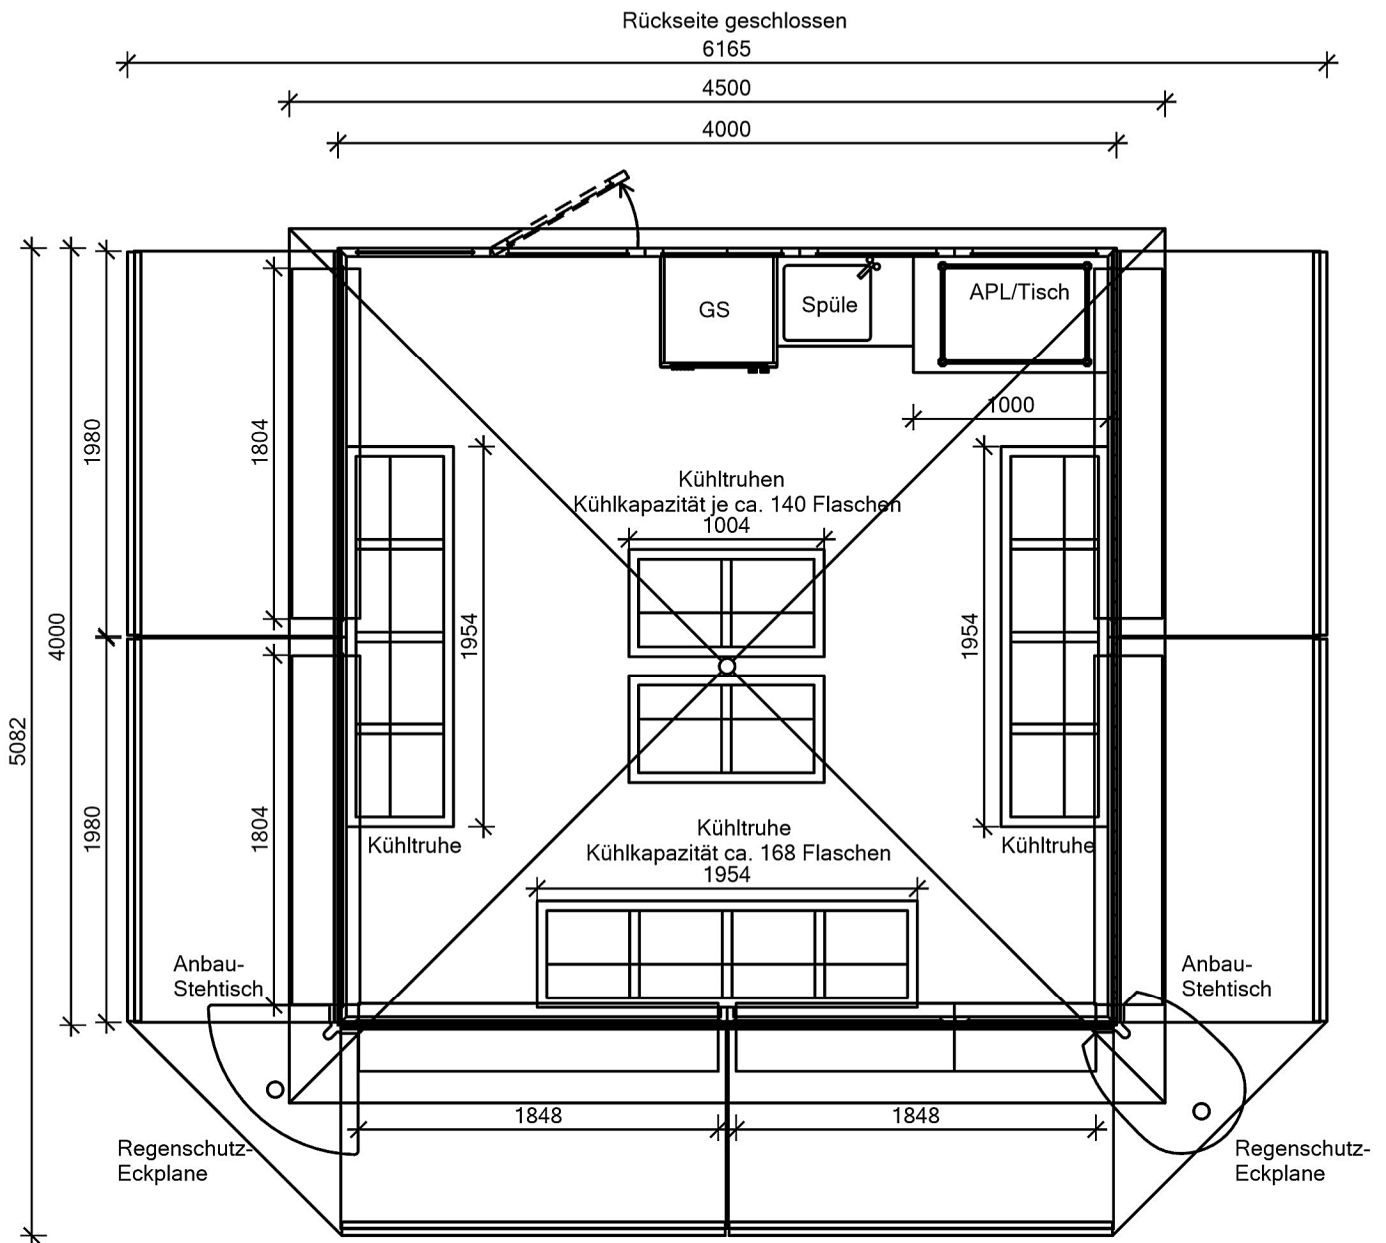 Rückseite geschlossen
6165
4500
4000
GS
Spüle
APL/Tisch
1000
1980
1804
Kühltruhen
Kühlkapazität je ca. 140 Flaschen
1004
4000
1954
1954
5082
1980
1804
Kühltruhe
Kühltruhe
Kühlkapazität ca. 168 Flaschen
1954
Kühltruhe
Anbau-
Stehtisch
Anbau-
Stehtisch
1848
1848
Regenschutz-
Eckplane
Regenschutz-
Eckplane